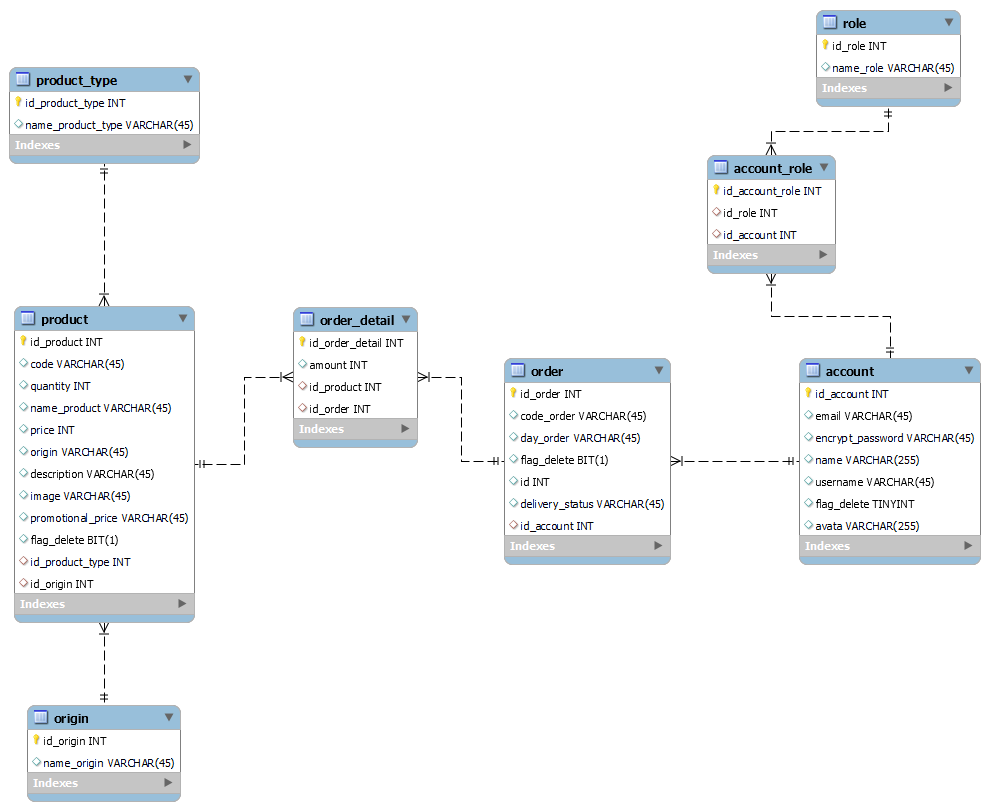 role
id_role INT
name_role VARCHAR(45)
Indexes
product_type
id_product_type INT
name_product_type VARCHAR(45)
Indexes
account_role
id_account_role INT
id_role INT
id_account INT
Indexes
product
id_product INT
code VARCHAR(45)
quantity INT
name_product VARCHAR(45)
price INT
origin VARCHAR(45)
description VARCHAR(45)
image VARCHAR(45)
promotional_price VARCHAR(45)
flag_delete BIT(1)
id_product_type INT
id_origin INT
Indexes
order_detail
id_order_detail INT
amount INT
id_product INT
id_order INT
Indexes
order
id_order INT
code_order VARCHAR(45)
day_order VARCHAR(45)
flag_delete BIT(1)
id INT
delivery_status VARCHAR(45)
id_account INT
Indexes
account
id_account INT
email VARCHAR(45)
encrypt_password VARCHAR(45)
name VARCHAR(255)
username VARCHAR(45)
flag_delete TINYINT
avata VARCHAR(255)
Indexes
origin
id_origin INT
name_origin VARCHAR(45)
Indexes